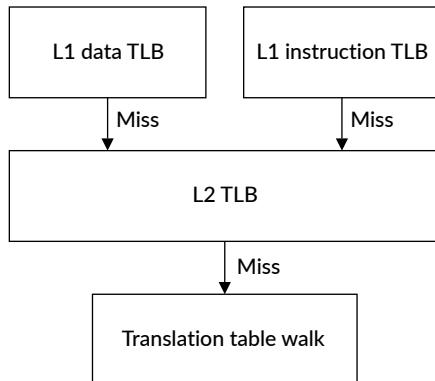 L1 data TLB
L1 instruction TLB
Miss
Miss
L2 TLB
Miss
Translation table walk